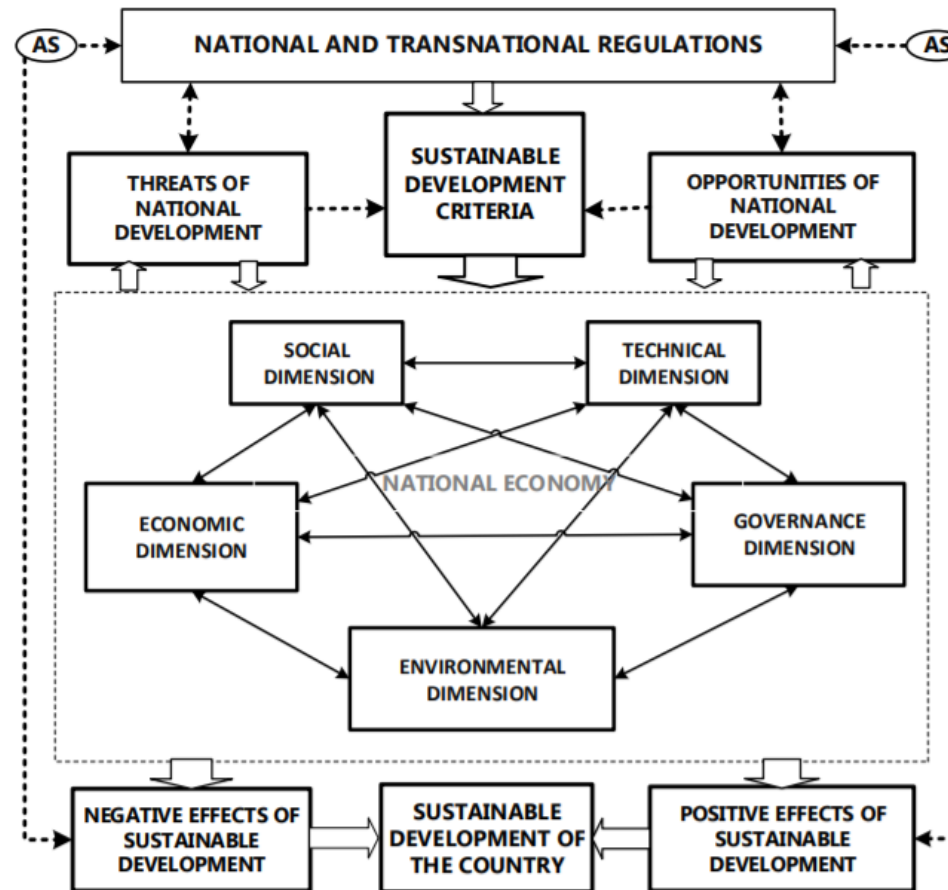 AS
NATIONAL AND TRANSNATIONAL REGULATIONS
AS
THREATS OF
NATIONAL
DEVELOPMENT
SUSTAINABLE
DEVELOPMENT
CRITERIA
OPPORTUNITIES OF
NATIONAL
DEVELOPMENT
SOCIAL
DIMENSION
TECHNICAL
DIMENSION
NATIONAL ECONOMY
ECONOMIC
DIMENSION
GOVERNANCE
DIMENSION
ENVIRONMENTAL
DIMENSION
NEGATIVE EFFECTS OF
SUSTAINABLE
DEVELOPMENT
SUSTAINABLE
DEVELOPMENT OF
THE COUNTRY
POSITIVE EFFECTS OF
SUSTAINABLE
DEVELOPMENT